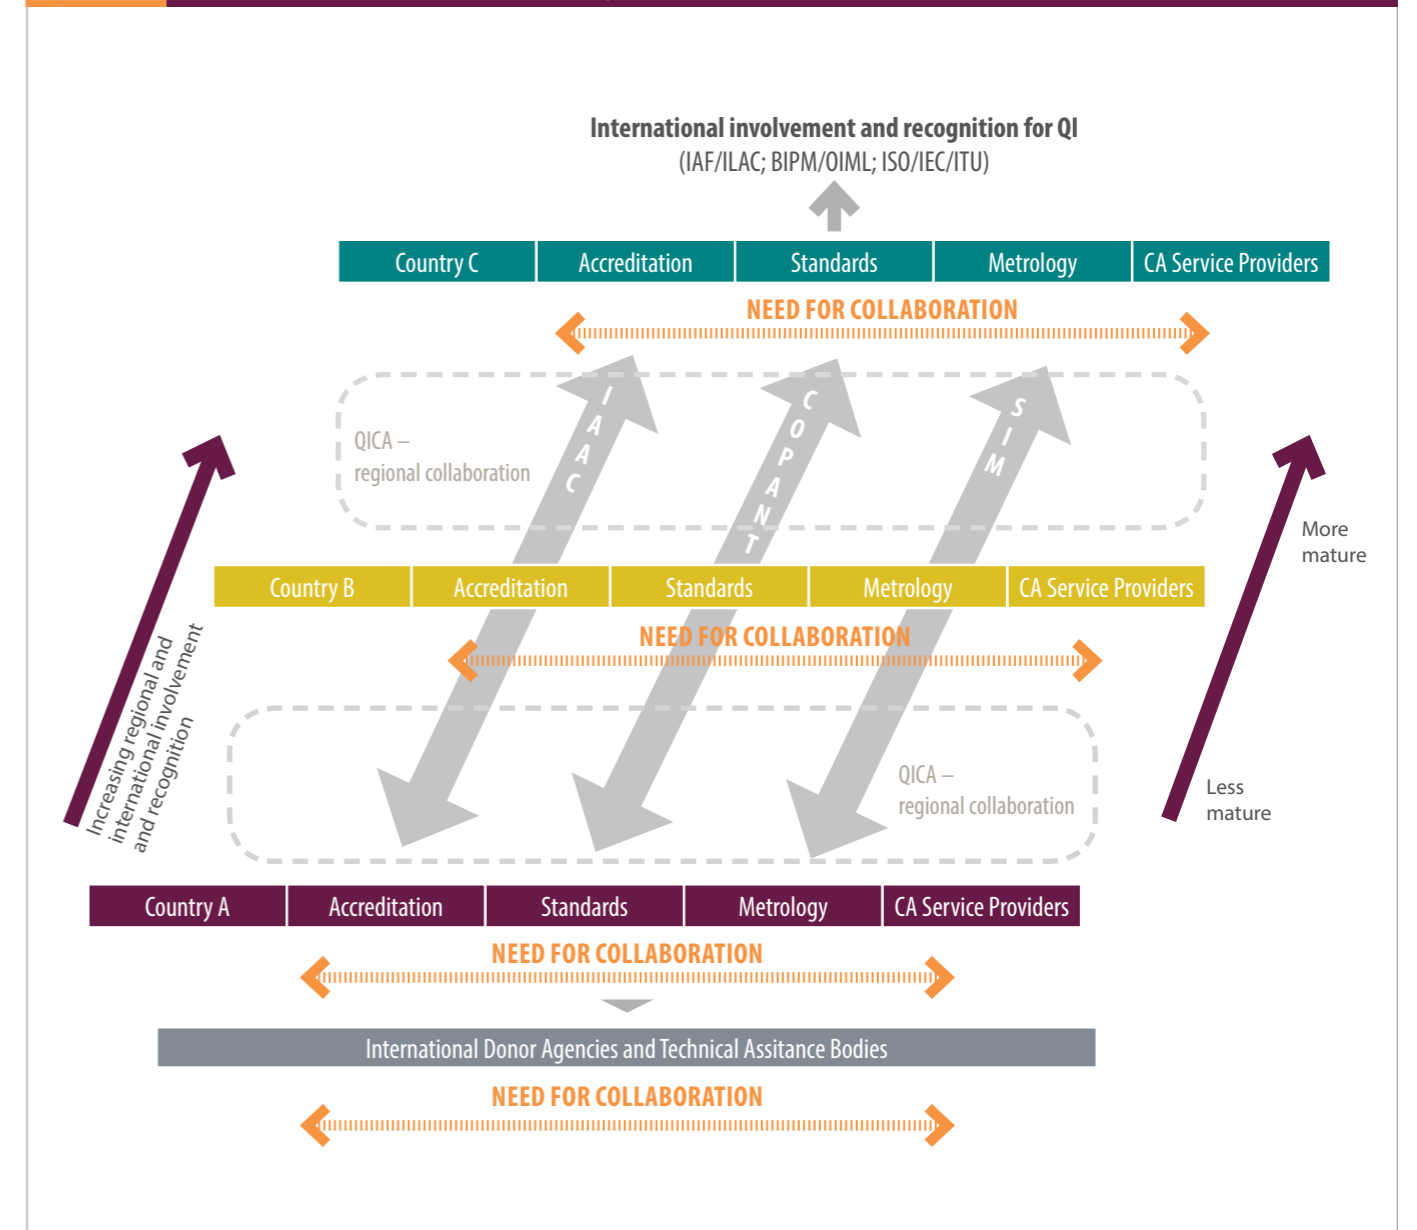 International involvement and recognition for QI
(IAF/ILAC; BIPM/OIML; ISO/IEC/ITU)
Country C
Accreditation
Standards
Metrology
CA Service Providers
NEED FOR COLLABORATION
IAAC
COPANT
SIM
QICA –
regional collaboration
More
mature
Country B
Accreditation
Standards
Metrology
CA Service Providers
NEED FOR COLLABORATION
Increasing regional and
international involvement
and recognition
QICA –
regional collaboration
Less
mature
Country A
Accreditation
Standards
Metrology
CA Service Providers
NEED FOR COLLABORATION
International Donor Agencies and Technical Assitance Bodies
NEED FOR COLLABORATION